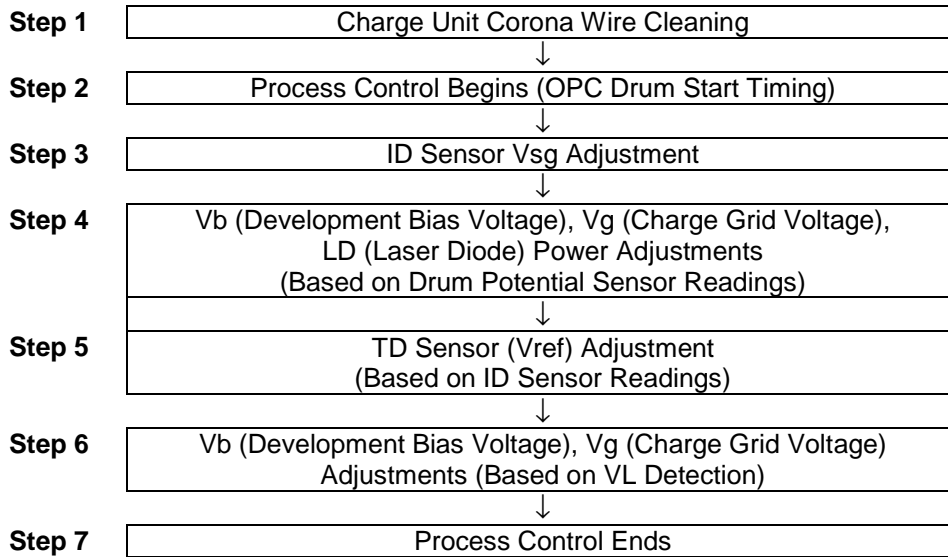 Step 1 Charge Unit Corona Wire Cleaning
↓
Step 2 Process Control Begins (OPC Drum Start Timing)
↓
Step 3 ID Sensor Vsg Adjustment
↓
Step 4 Vb (Development Bias Voltage), Vg (Charge Grid Voltage),
LD (Laser Diode) Power Adjustments
(Based on Drum Potential Sensor Readings)
↓
Step 5 TD Sensor (Vref) Adjustment
(Based on ID Sensor Readings)
↓
Step 6 Vb (Development Bias Voltage), Vg (Charge Grid Voltage)
Adjustments (Based on VL Detection)
↓
Step 7 Process Control Ends